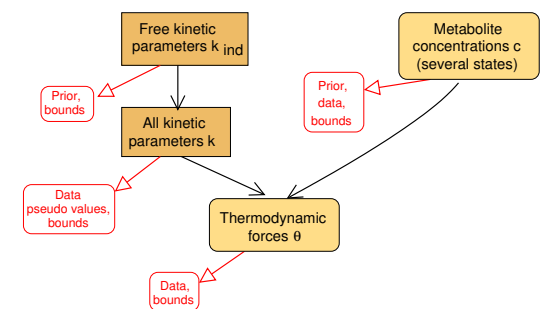 Free kinetic
parameters k ind
Metabolite
concentrations c
(several states)
Prior,
bounds
Prior,
data,
bounds
All kinetic
parameters k
Data
pseudo values,
bounds
Thermodynamic
forces θ
Data,
bounds